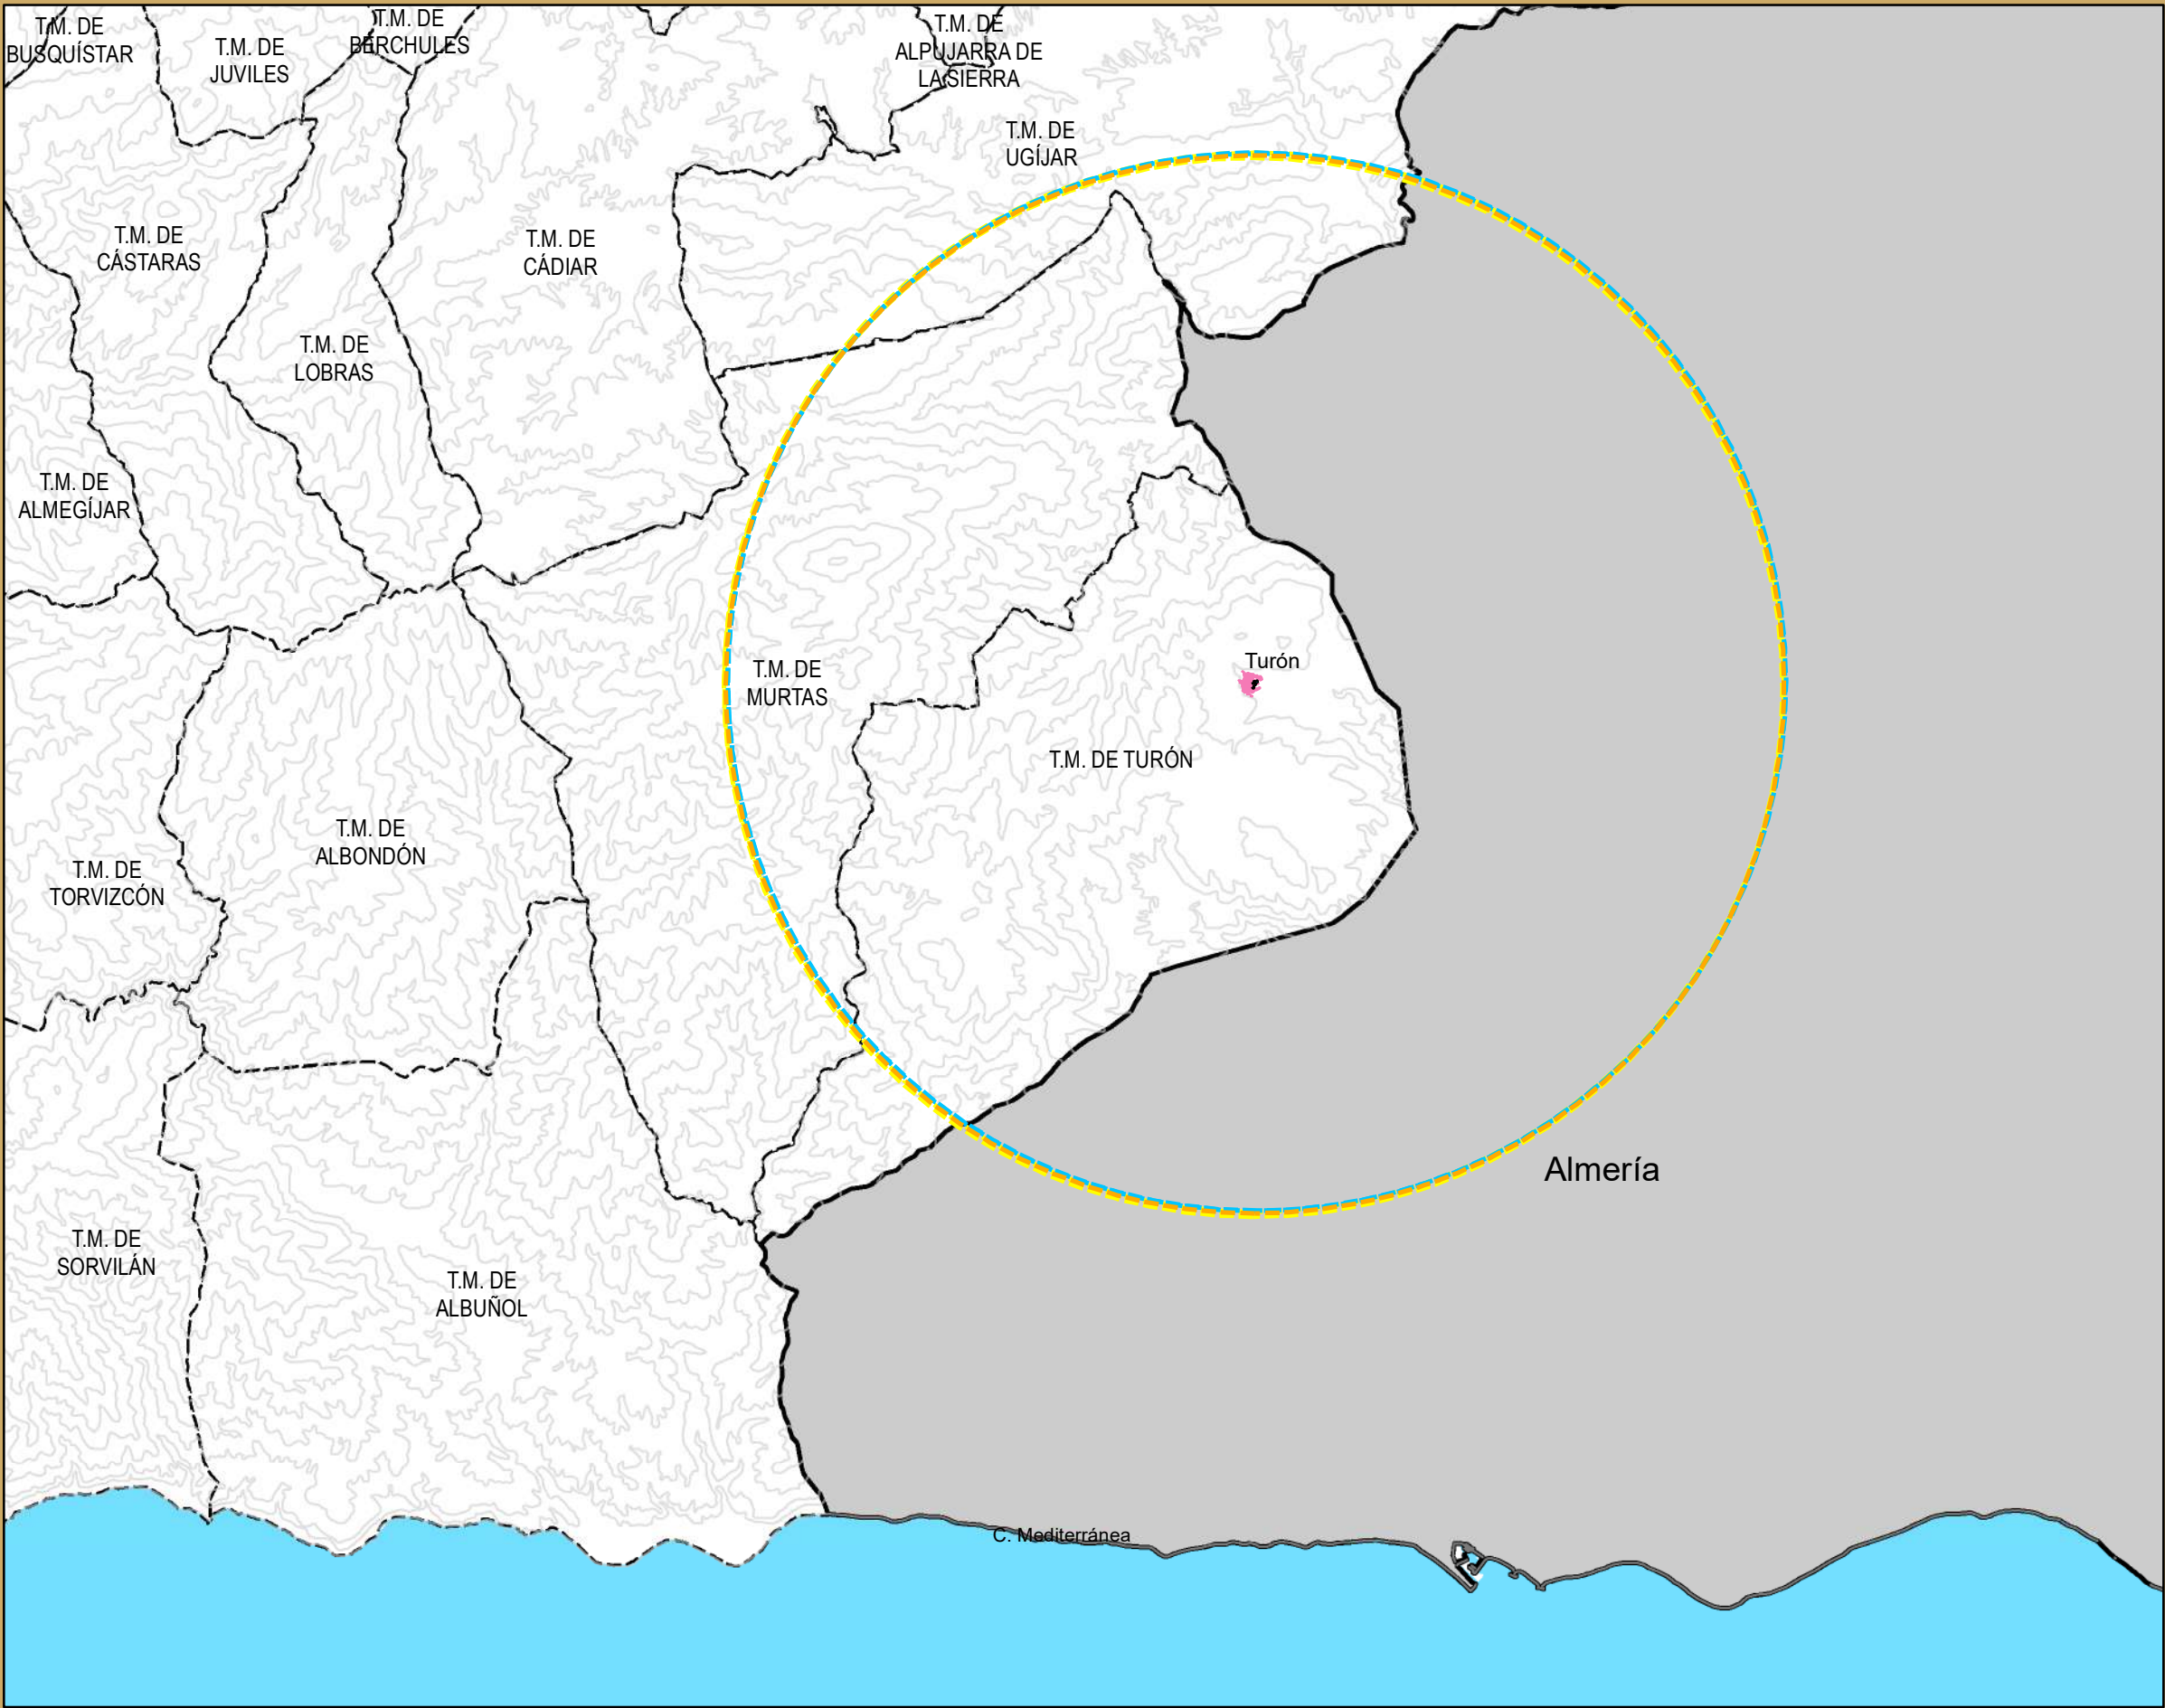 T.M. DE
BUSQUÍSTAR
T.M. DE
JUVILES
T.M. DE
BERCHULES
T.M. DE
ALPUJARRA DE
LA SIERRA
T.M. DE
UGÍJAR
T.M. DE
CÁSTARAS
T.M. DE
CÁDIAR
T.M. DE
LOBRAS
T.M. DE
ALMEGÍJAR
Turón
T.M. DE
MURTAS
T.M. DE TURÓN
T.M. DE
ALBONDÓN
T.M. DE
TORVIZCÓN
Almería
T.M. DE
SORVILÁN
T.M. DE
ALBUÑOL
C. Mediterránea